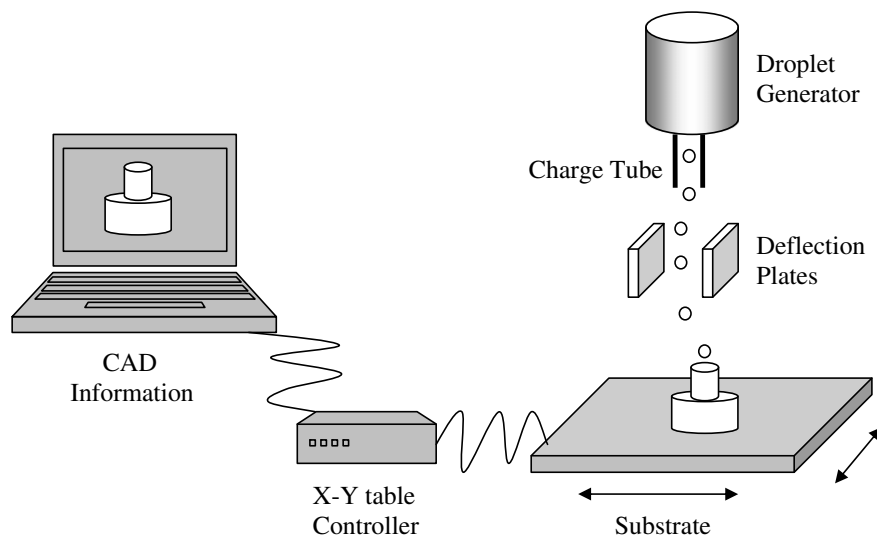 Droplet
Generator
Charge Tube
Deflection
Plates
CAD
Information
X-Y table
Controller
Substrate